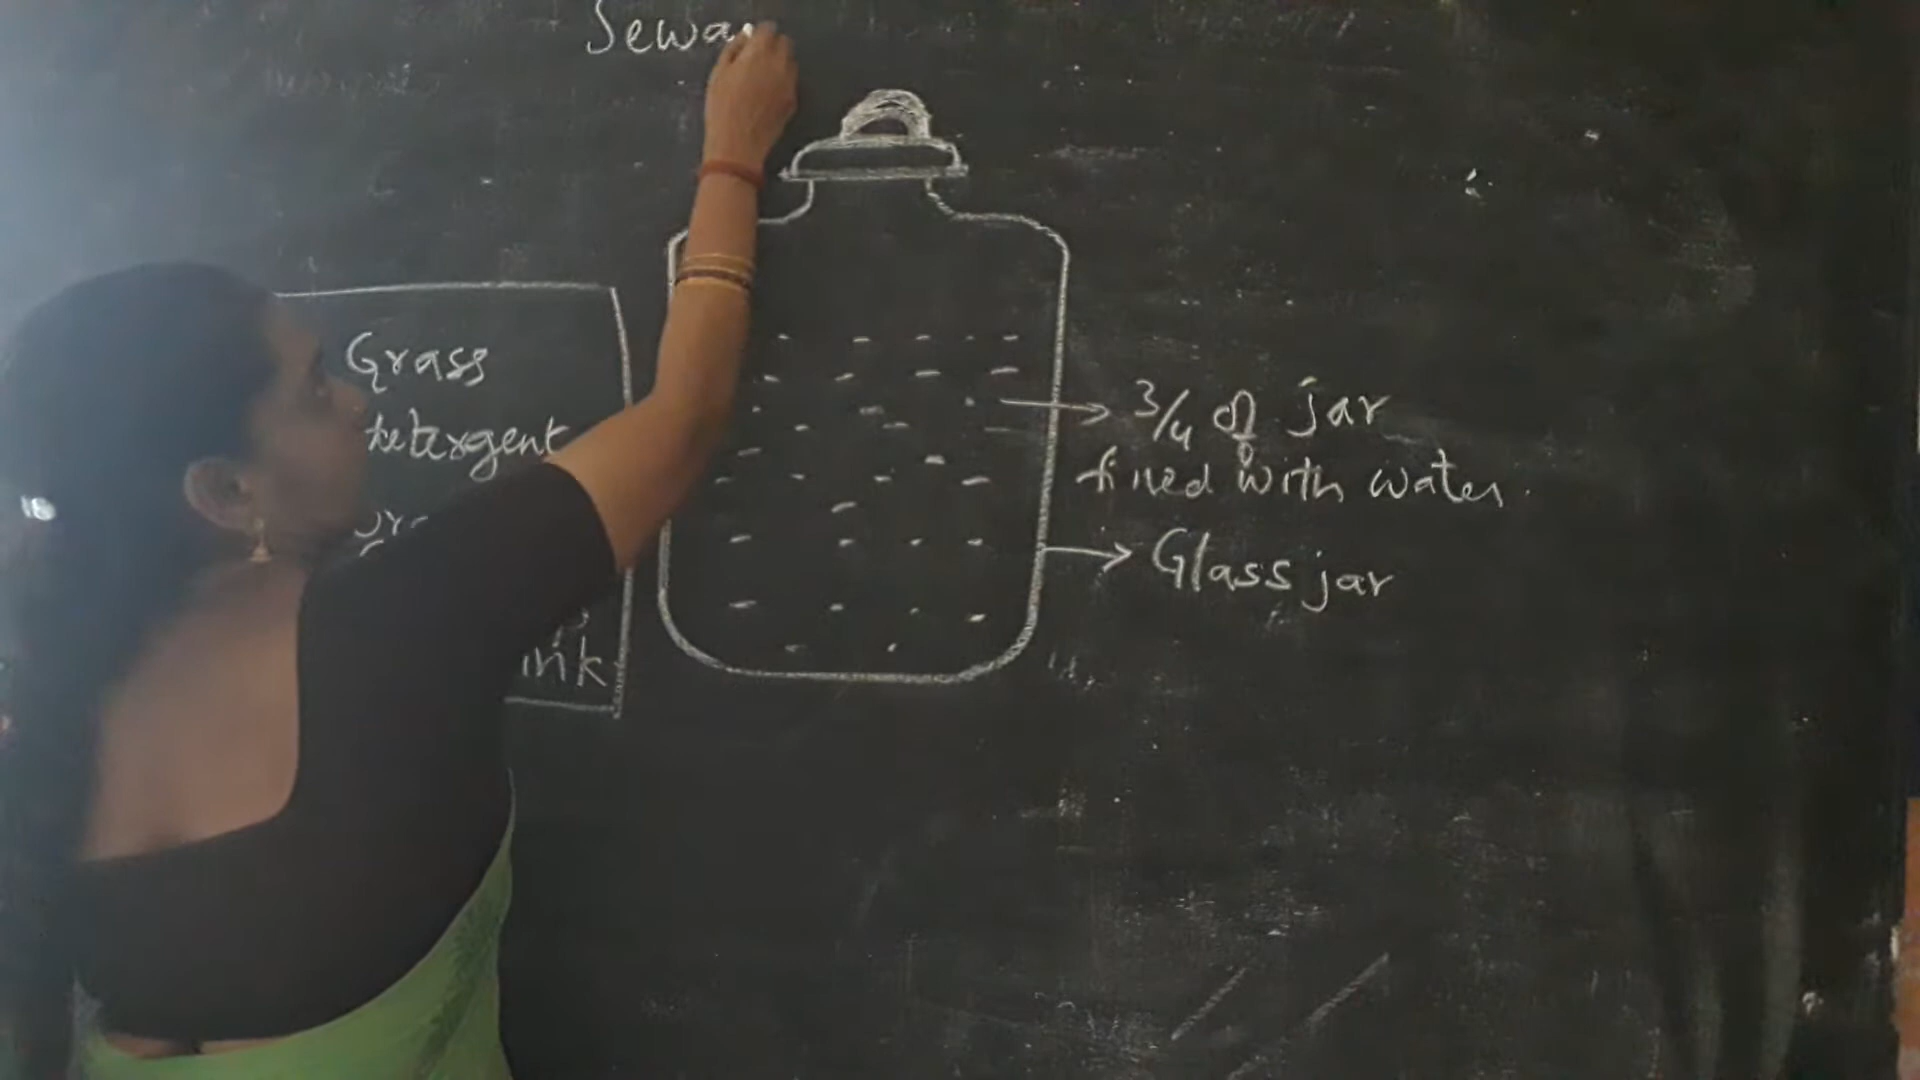 Sewa
Grass
detergent
ink
3/4 of jar
filled with water.
Glass jar